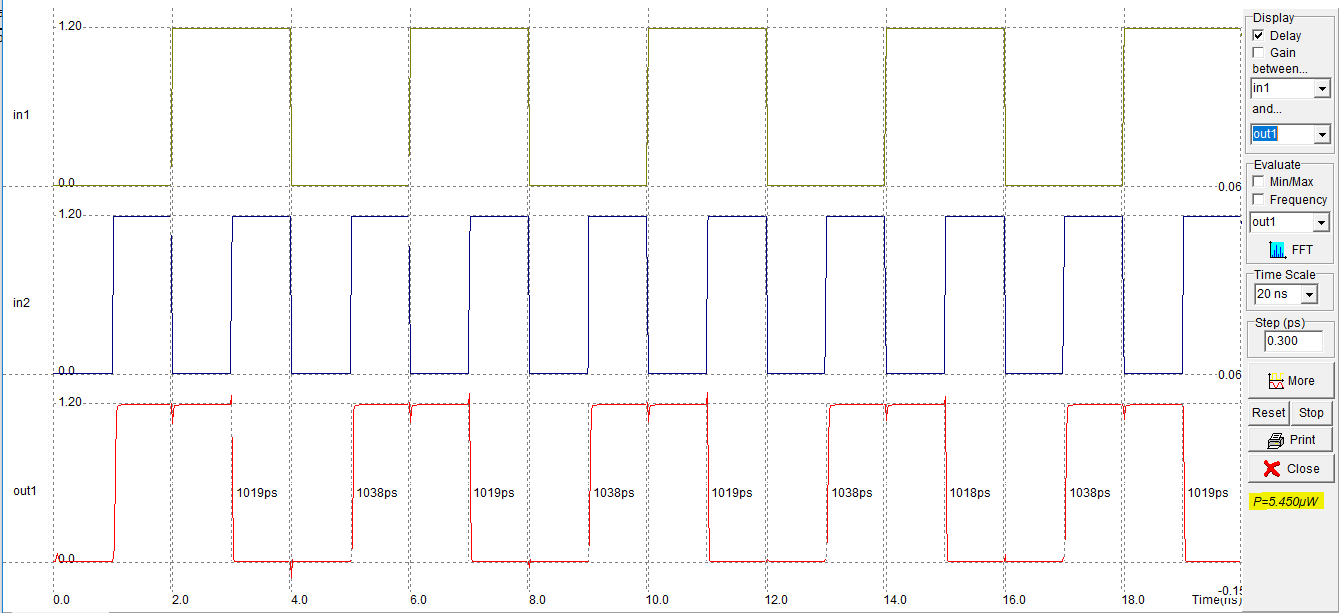 1.20
in1
0.0
0.06
1.20
in2
0.0
0.06
1.20
out1
1019ps 1038ps 1019ps 1038ps 1019ps 1038ps 1018ps 1038ps 1019ps
0.0
-0.15
0.0 2.0 4.0 6.0 8.0 10.0 12.0 14.0 16.0 18.0 Time(ns)
Display
Delay
Gain
between...
in1
and...
out1
Evaluate
Min/Max
Frequency
out1
FFT
Time Scale
20 ns
Step (ps)
0.300
More
Reset Stop
Print
Close
P=5.450µW